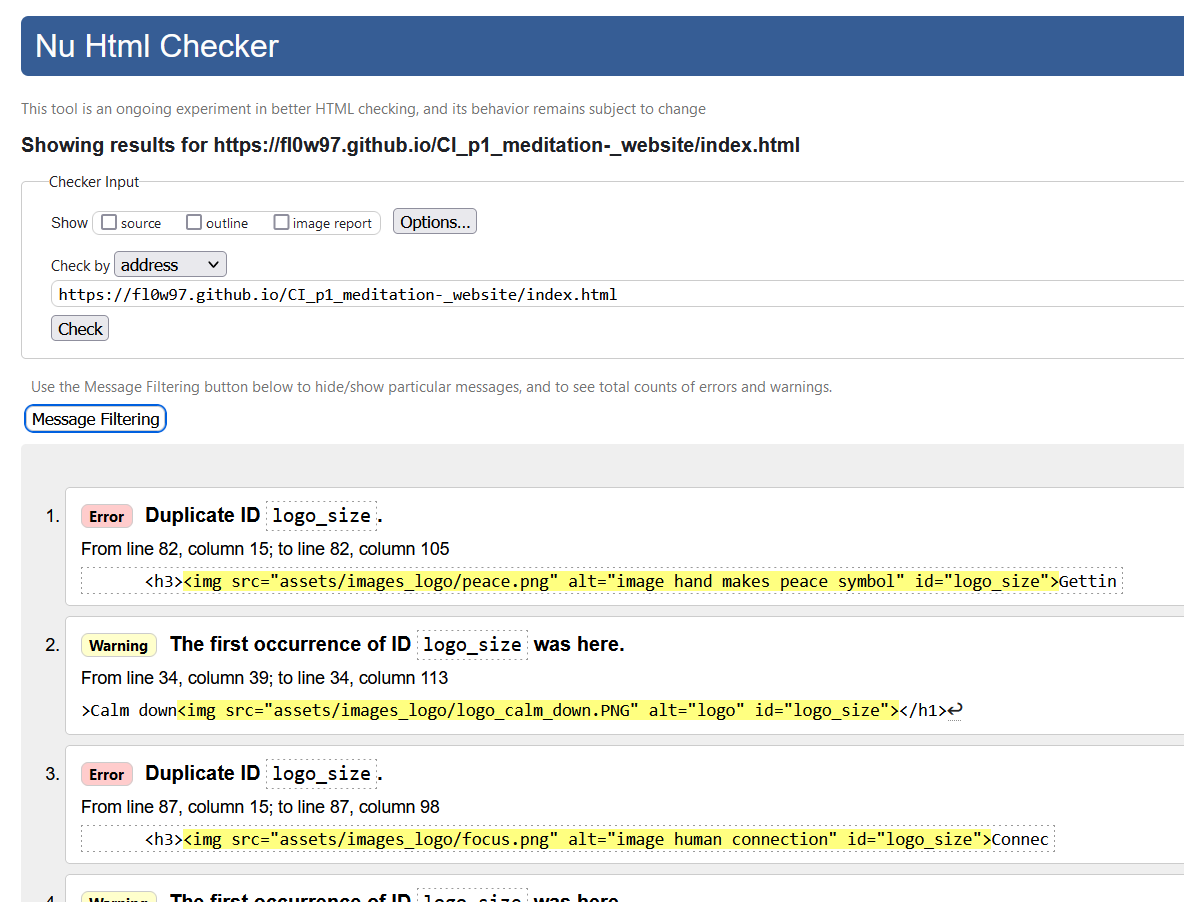 Nu Html Checker
This tool is an ongoing experiment in better HTML checking, and its behavior remains subject to change
Showing results for https://fl0w97.github.io/CI_p1_meditation-_website/index.html
Checker Input
Show source outline image report Options...
Check by address
https://fl0w97.github.io/CI_p1_meditation-_website/index.html
Check
Use the Message Filtering button below to hide/show particular messages, and to see total counts of errors and warnings.
Message Filtering
1. Error Duplicate ID logo_size.
From line 82, column 15; to line 82, column 105
<h3><img src="assets/images_logo/peace.png" alt="image hand makes peace symbol" id="logo_size">Gettin
2. Warning The first occurrence of ID logo_size was here.
From line 34, column 39; to line 34, column 113
>Calm down<img src="assets/images_logo/logo_calm_down.PNG" alt="logo" id="logo_size"></h1>↩
3. Error Duplicate ID logo_size.
From line 87, column 15; to line 87, column 98
<h3><img src="assets/images_logo/focus.png" alt="image human connection" id="logo_size">Connec
4. Warning The first occurrence of ID logo_size was here.